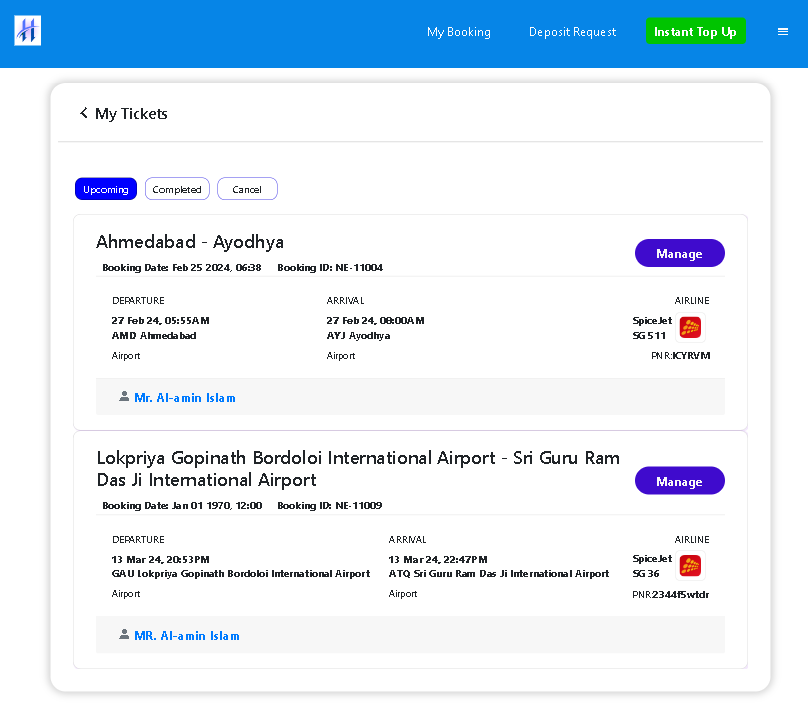 My Booking Deposit Request Instant Top Up
My Tickets
Upcoming Completed Cancel
Ahmedabad - Ayodhya
Manage
Booking Date: Feb 25 2024, 06:38 Booking ID: NE-11004
DEPARTURE ARRIVAL AIRLINE
27 Feb 24, 05:55AM 27 Feb 24, 08:00AM SpiceJet
AMD Ahmedabad AYJ Ayodhya SG 511
Airport Airport PNR:ICYRVM
Mr. Al-amin Islam
Lokpriya Gopinath Bordoloi International Airport - Sri Guru Ram
Das Ji International Airport
Manage
Booking Date: Jan 01 1970, 12:00 Booking ID: NE-11009
DEPARTURE ARRIVAL AIRLINE
13 Mar 24, 20:53PM 13 Mar 24, 22:47PM SpiceJet
GAU Lokpriya Gopinath Bordoloi International Airport ATQ Sri Guru Ram Das Ji International Airport SG 36
Airport Airport PNR:2344f5wtdr
MR. Al-amin Islam